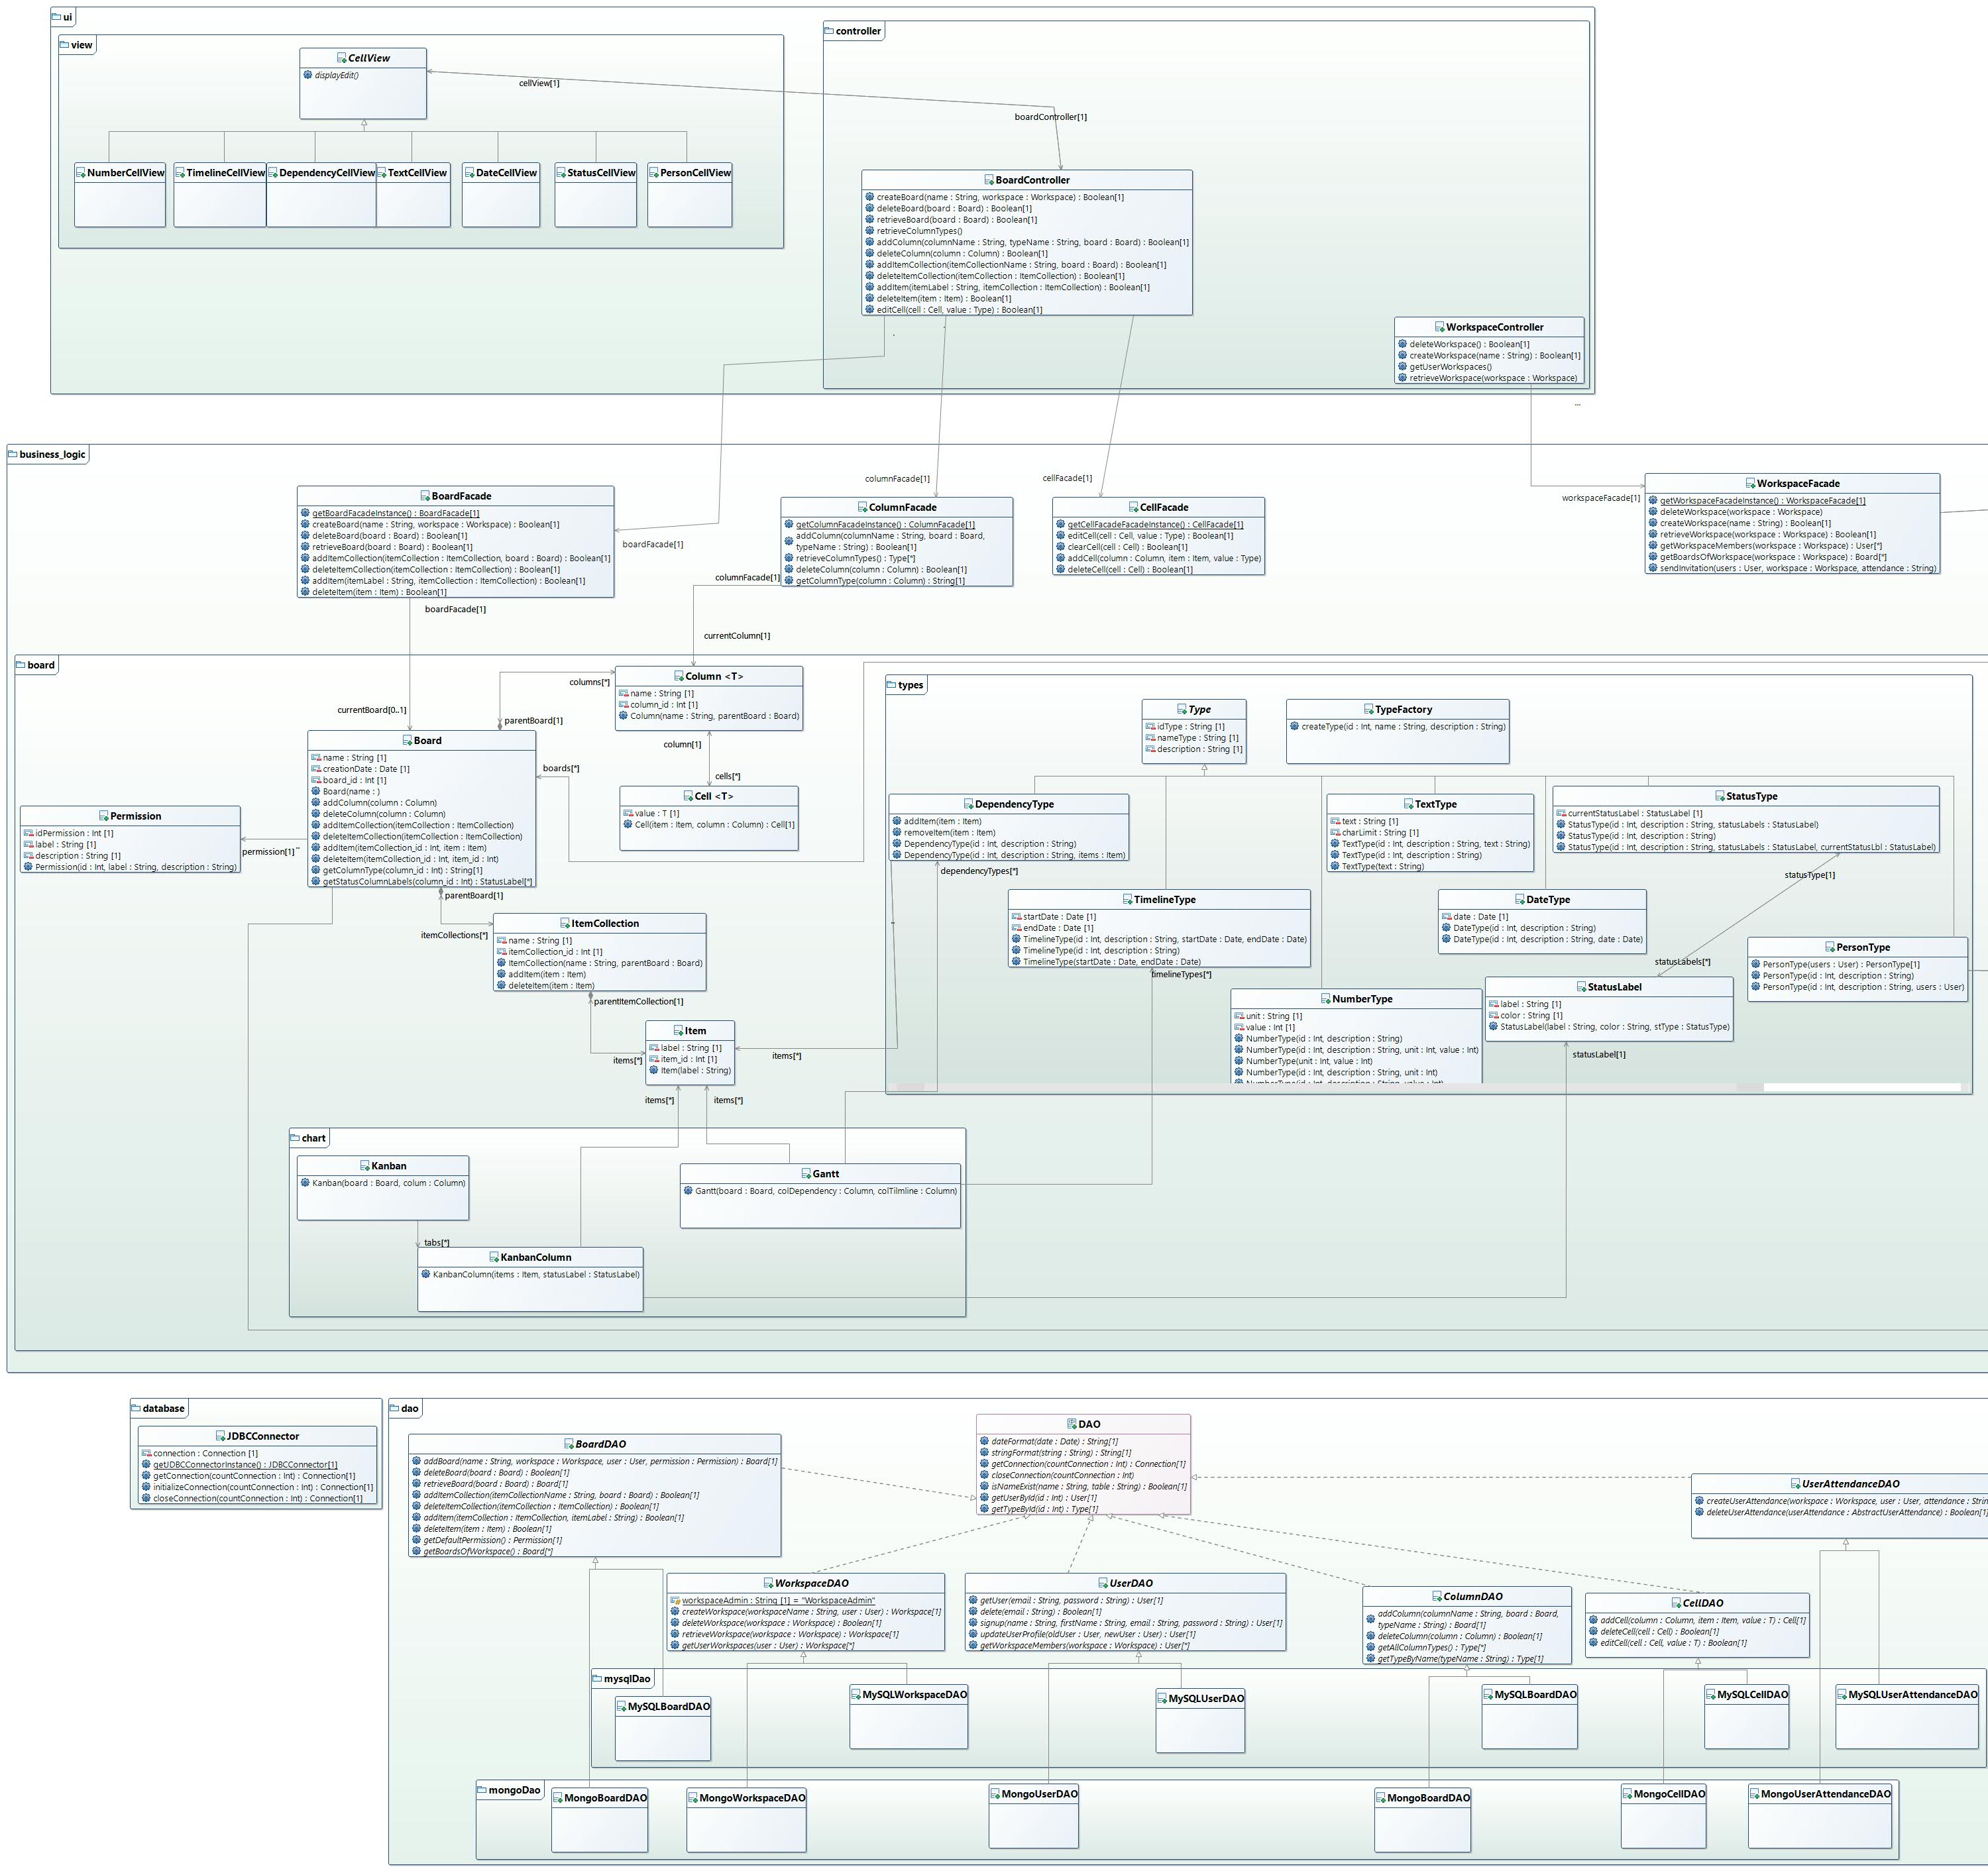 ui
view
CellView
displayEdit()
cellView[1]
NumberCellView
TimelineCellView
DependencyCellView
TextCellView
DateCellView
StatusCellView
PersonCellView
controller
boardController[1]
BoardController
createBoard(name : String, workspace : Workspace) : Boolean[1]
deleteBoard(board : Board) : Boolean[1]
retrieveBoard(board : Board) : Boolean[1]
retrieveColumnTypes()
addColumn(columnName : String, typeName : String, board : Board) : Boolean[1]
deleteColumn(column : Column) : Boolean[1]
addItemCollection(itemCollectionName : String, board : Board) : Boolean[1]
deleteItemCollection(itemCollection : ItemCollection) : Boolean[1]
addItem(itemLabel : String, itemCollection : ItemCollection) : Boolean[1]
deleteItem(item : Item) : Boolean[1]
editCell(cell : Cell, value : Type) : Boolean[1]
WorkspaceController
deleteWorkspace() : Boolean[1]
createWorkspace(name : String) : Boolean[1]
getUserWorkspaces()
retrieveWorkspace(workspace : Workspace)
...
business_logic
BoardFacade
getBoardFacadeInstance() : BoardFacade[1]
createBoard(name : String, workspace : Workspace) : Boolean[1]
deleteBoard(board : Board) : Boolean[1]
retrieveBoard(board : Board) : Boolean[1]
addItemCollection(itemCollection : ItemCollection, board : Board) : Boolean[1]
deleteItemCollection(itemCollection : ItemCollection) : Boolean[1]
addItem(itemLabel : String, itemCollection : ItemCollection) : Boolean[1]
deleteItem(item : Item) : Boolean[1]
boardFacade[1]
boardFacade[1]
columnFacade[1]
ColumnFacade
getColumnFacadeInstance() : ColumnFacade[1]
addColumn(columnName : String, board : Board,
typeName : String) : Boolean[1]
retrieveColumnTypes() : Type[*]
deleteColumn(column : Column) : Boolean[1]
getColumnType(column : Column) : String[1]
columnFacade[1]
currentColumn[1]
cellFacade[1]
CellFacade
getCellFacadeFacadeInstance() : CellFacade[1]
editCell(cell : Cell, value : Type) : Boolean[1]
clearCell(cell : Cell) : Boolean[1]
addCell(column : Column, item : Item, value : Type)
deleteCell(cell : Cell) : Boolean[1]
workspaceFacade[1]
WorkspaceFacade
getWorkspaceFacadeInstance() : WorkspaceFacade[1]
deleteWorkspace(workspace : Workspace)
createWorkspace(name : String) : Boolean[1]
retrieveWorkspace(workspace : Workspace) : Boolean[1]
getWorkspaceMembers(workspace : Workspace) : User[*]
getBoardsOfWorkspace(workspace : Workspace) : Board[*]
sendInvitation(users : User, workspace : Workspace, attendance : String)
board
currentBoard[0..1]
columns[*]
parentBoard[1]
Column <T>
name : String [1]
column_id : Int [1]
Column(name : String, parentBoard : Board)
column[1]
cells[*]
Cell <T>
value : T [1]
Cell(item : Item, column : Column) : Cell[1]
Board
name : String [1]
creationDate : Date [1]
board_id : Int [1]
Board(name : )
addColumn(column : Column)
deleteColumn(column : Column)
addItemCollection(itemCollection : ItemCollection)
deleteItemCollection(itemCollection : ItemCollection)
addItem(itemCollection_id : Int, item : Item)
deleteItem(itemCollection_id : Int, item_id : Int)
getColumnType(column_id : Int) : String[1]
getStatusColumnLabels(column_id : Int) : StatusLabel[*]
boards[*]
Permission
idPermission : Int [1]
label : String [1]
description : String [1]
Permission(id : Int, label : String, description : String)
permission[1]
parentBoard[1]
itemCollections[*]
ItemCollection
name : String [1]
itemCollection_id : Int [1]
ItemCollection(name : String, parentBoard : Board)
addItem(item : Item)
deleteItem(item : Item)
parentItemCollection[1]
items[*]
Item
label : String [1]
item_id : Int [1]
Item(label : String)
items[*]
items[*]
items[*]
types
Type
idType : String [1]
nameType : String [1]
description : String [1]
TypeFactory
createType(id : Int, name : String, description : String)
DependencyType
addItem(item : Item)
removeItem(item : Item)
DependencyType(id : Int, description : String)
DependencyType(id : Int, description : String, items : Item)
dependencyTypes[*]
TextType
text : String [1]
charLimit : String [1]
TextType(id : Int, description : String, text : String)
TextType(id : Int, description : String)
TextType(text : String)
StatusType
currentStatusLabel : StatusLabel [1]
StatusType(id : Int, description : String, statusLabels : StatusLabel)
StatusType(id : Int, description : String)
StatusType(id : Int, description : String, statusLabels : StatusLabel, currentStatusLbl : StatusLabel)
statusType[1]
statusLabels[*]
TimelineType
startDate : Date [1]
endDate : Date [1]
TimelineType(id : Int, description : String, startDate : Date, endDate : Date)
TimelineType(id : Int, description : String)
TimelineType(startDate : Date, endDate : Date)
timelineTypes[*]
DateType
date : Date [1]
DateType(id : Int, description : String)
DateType(id : Int, description : String, date : Date)
PersonType
PersonType(users : User) : PersonType[1]
PersonType(id : Int, description : String)
PersonType(id : Int, description : String, users : User)
NumberType
unit : String [1]
value : Int [1]
NumberType(id : Int, description : String)
NumberType(id : Int, description : String, unit : Int, value : Int)
NumberType(unit : Int, value : Int)
NumberType(id : Int, description : String, unit : Int)
NumberType(id : Int, description : String, value : Int)
StatusLabel
label : String [1]
color : String [1]
StatusLabel(label : String, color : String, stType : StatusType)
statusLabel[1]
chart
Kanban
Kanban(board : Board, colum : Column)
tabs[*]
Gantt
Gantt(board : Board, colDependency : Column, colTilmline : Column)
KanbanColumn
KanbanColumn(items : Item, statusLabel : StatusLabel)
database
JDBCConnector
connection : Connection [1]
getJDBCConnectorInstance() : JDBCConnector[1]
getConnection(countConnection : Int) : Connection[1]
initializeConnection(countConnection : Int) : Connection[1]
closeConnection(countConnection : Int) : Connection[1]
dao
BoardDAO
addBoard(name : String, workspace : Workspace, user : User, permission : Permission) : Board[1]
deleteBoard(board : Board) : Boolean[1]
retrieveBoard(board : Board) : Board[1]
addItemCollection(itemCollectionName : String, board : Board) : Boolean[1]
deleteItemCollection(itemCollection : ItemCollection) : Boolean[1]
addItem(itemCollection : ItemCollection, itemLabel : String) : Boolean[1]
deleteItem(item : Item) : Boolean[1]
getDefaultPermission() : Permission[1]
getBoardsOfWorkspace() : Board[*]
DAO
dateFormat(date : Date) : String[1]
stringFormat(string : String) : String[1]
getConnection(countConnection : Int) : Connection[1]
closeConnection(countConnection : Int)
isNameExist(name : String, table : String) : Boolean[1]
getUserById(id : Int) : User[1]
getTypeById(id : Int) : Type[1]
UserAttendanceDAO
createUserAttendance(workspace : Workspace, user : User, attendance : Strin
deleteUserAttendance(userAttendance : AbstractUserAttendance) : Boolean[1]
WorkspaceDAO
workspaceAdmin : String [1] = "WorkspaceAdmin"
createWorkspace(workspaceName : String, user : User) : Workspace[1]
deleteWorkspace(workspace : Workspace) : Boolean[1]
retrieveWorkspace(workspace : Workspace) : Workspace[1]
getUserWorkspaces(user : User) : Workspace[*]
UserDAO
getUser(email : String, password : String) : User[1]
delete(email : String) : Boolean[1]
signup(name : String, firstName : String, email : String, password : String) : User[1]
updateUserProfile(oldUser : User, newUser : User) : User[1]
getWorkspaceMembers(workspace : Workspace) : User[*]
ColumnDAO
addColumn(columnName : String, board : Board,
typeName : String) : Board[1]
deleteColumn(column : Column) : Boolean[1]
getAllColumnTypes() : Type[*]
getTypeByName(typeName : String) : Type[1]
CellDAO
addCell(column : Column, item : Item, value : T) : Cell[1]
deleteCell(cell : Cell) : Boolean[1]
editCell(cell : Cell, value : T) : Boolean[1]
mysqlDao
MySQLBoardDAO
MySQLWorkspaceDAO
MySQLUserDAO
MySQLBoardDAO
MySQLCellDAO
MySQLUserAttendanceDAO
mongoDao
MongoBoardDAO
MongoWorkspaceDAO
MongoUserDAO
MongoBoardDAO
MongoCellDAO
MongoUserAttendanceDAO